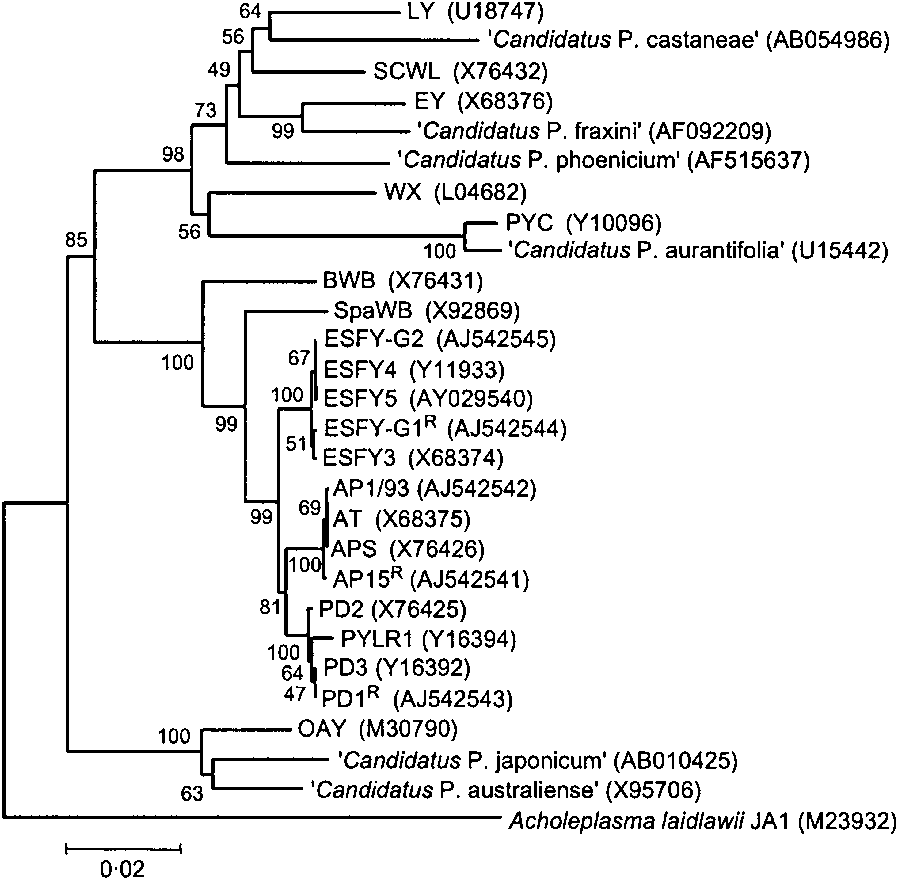 64
LY (U18747)
56
'Candidatus P. castaneae' (AB054986)
49
SCWL (X76432)
73
EY (X68376)
99
'Candidatus P. fraxini' (AF092209)
98
'Candidatus P. phoenicium' (AF515637)
WX (L04682)
56
PYC (Y10096)
85
100
'Candidatus P. aurantifolia' (U15442)
BWB (X76431)
SpaWB (X92869)
100
ESFY-G2 (AJ542545)
67
ESFY4 (Y11933)
100
ESFY5 (AY029540)
99
ESFY-G1R (AJ542544)
51
ESFY3 (X68374)
AP1/93 (AJ542542)
69
99
AT (X68375)
APS (X76426)
100
AP15R (AJ542541)
81
PD2 (X76425)
PYLR1 (Y16394)
100
64
PD3 (Y16392)
47
PD1R (AJ542543)
100
OAY (M30790)
'Candidatus P. japonicum' (AB010425)
63
'Candidatus P. australiense' (X95706)
Acholeplasma laidlawii JA1 (M23932)
0·02